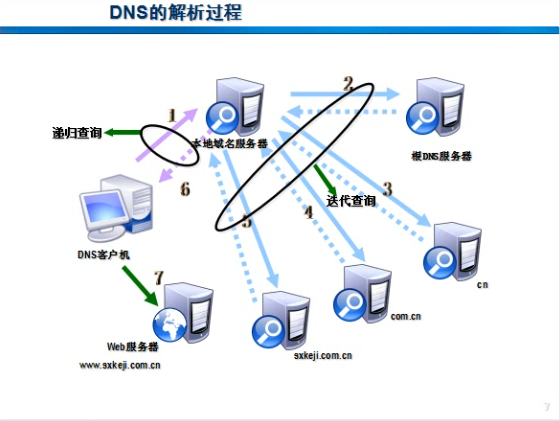 DNS的解析过程
1
2
递归查询
本地域名服务器
根DNS服务器
6
迭代查询
3
5
4
DNS客户机
7
cn
com.cn
Web服务器
sxkeji.com.cn
www.sxkeji.com.cn
7